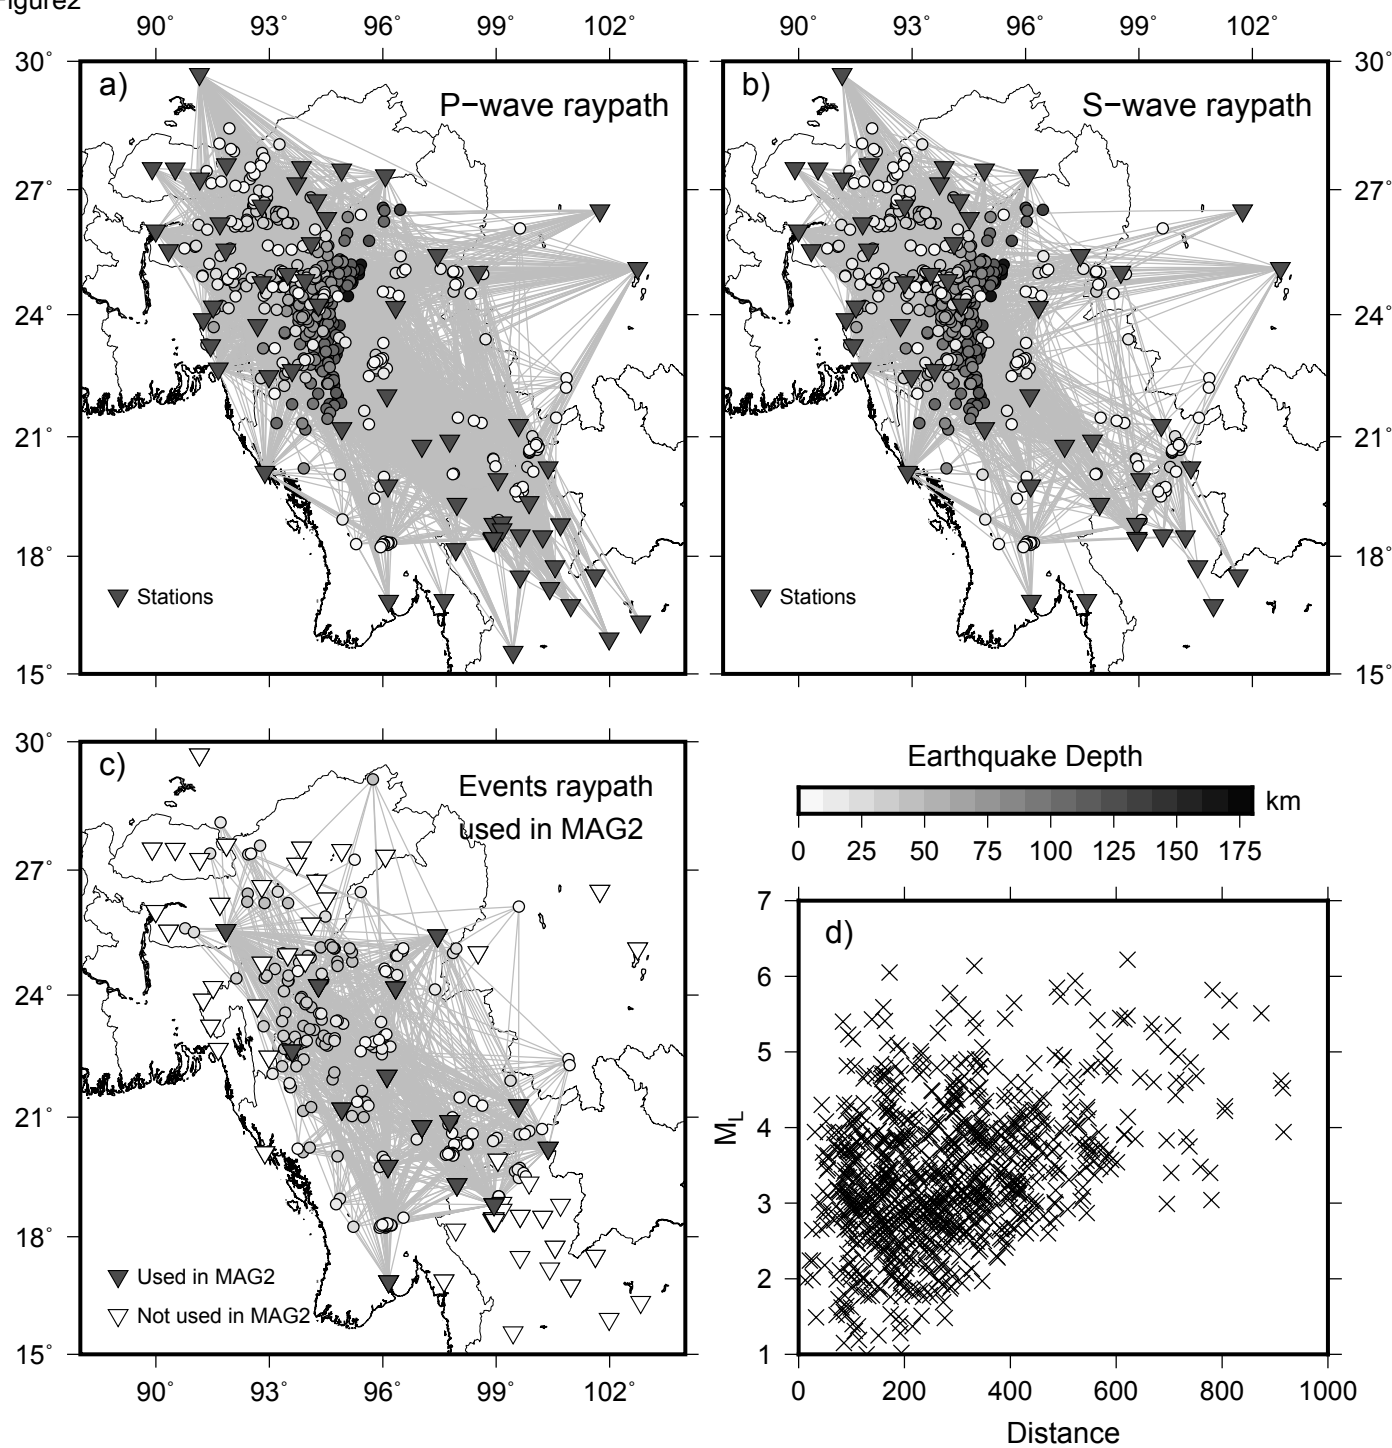 Figure2
90° 93° 96° 99° 102° 90° 93° 96° 99° 102°
30° 30°
a) b)
P−wave raypath S−wave raypath
27° 27°
24° 24°
21° 21°
18° 18°
Stations Stations
15° 15°
30°
c)
Events raypath
used in MAG2
27°
24°
21°
18°
Used in MAG2
Not used in MAG2
15°
90° 93° 96° 99° 102°
Earthquake Depth
km
0 25 50 75 100 125 150 175
7
d)
6
5
4
ML
3
2
1
0 200 400 600 800 1000
Distance